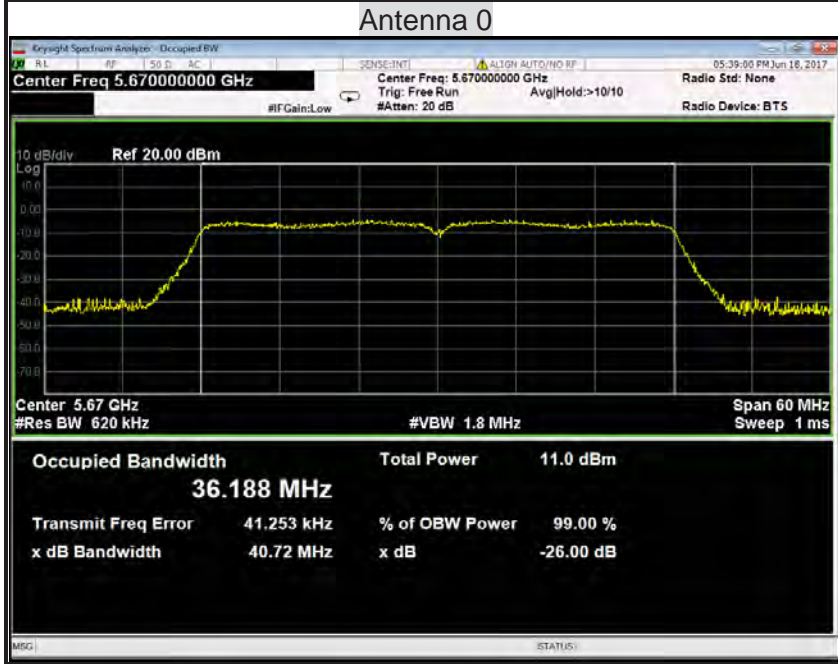 Antenna 0
Keysight Spectrum Analyzer - Occupied BW
RL RF 50 Ω AC SENSE:INT ALIGN AUTO/NO RF 05:39:00 PM Jun 16, 2017
Center Freq 5.670000000 GHz Center Freq: 5.670000000 GHz Radio Std: None
Trig: Free Run Avg|Hold:>10/10
#IFGain:Low #Atten: 20 dB Radio Device: BTS
10 dB/div Ref 20.00 dBm
Log
10.0
0.00
-10.0
-20.0
-30.0
-40.0
-50.0
-60.0
-70.0
Center 5.67 GHz Span 60 MHz
#Res BW 620 kHz #VBW 1.8 MHz Sweep 1 ms
Occupied Bandwidth Total Power 11.0 dBm
36.188 MHz
Transmit Freq Error 41.253 kHz % of OBW Power 99.00 %
x dB Bandwidth 40.72 MHz x dB -26.00 dB
MSG STATUS